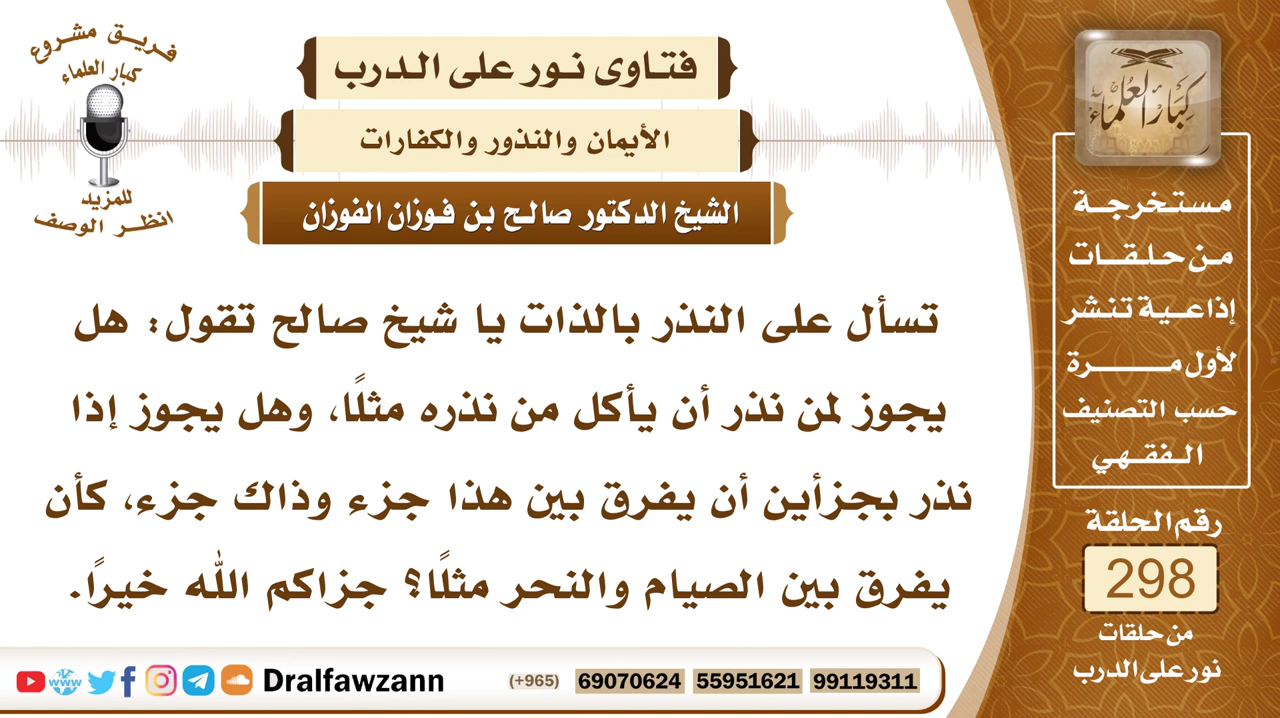 فريق مشروع
كبار العلماء
للمزيد
انظر الوصف
فتاوى نور على الدرب
الأيمان والنذور والكفارات
الشيخ الدكتور صالح بن فوزان الفوزان
تسأل على النذر بالذات يا شيخ صالح تقول: هل
يجوز لمن نذر أن يأكل من نذره مثلًا، وهل يجوز إذا
نذر بجزأين أن يفرق بين هذا جزء وذاك جزء، كأن
يفرق بين الصيام والنحر مثلًا؟ جزاكم الله خيرًا.
كبار العلماء
مستخرجة
من حلقات
إذاعية تنشر
لأول مرة
حسب التصنيف
الفقهي
رقم الحلقة
298
من حلقات
نور على الدرب
www Dralfawzann (+965) 69070624 55951621 99119311